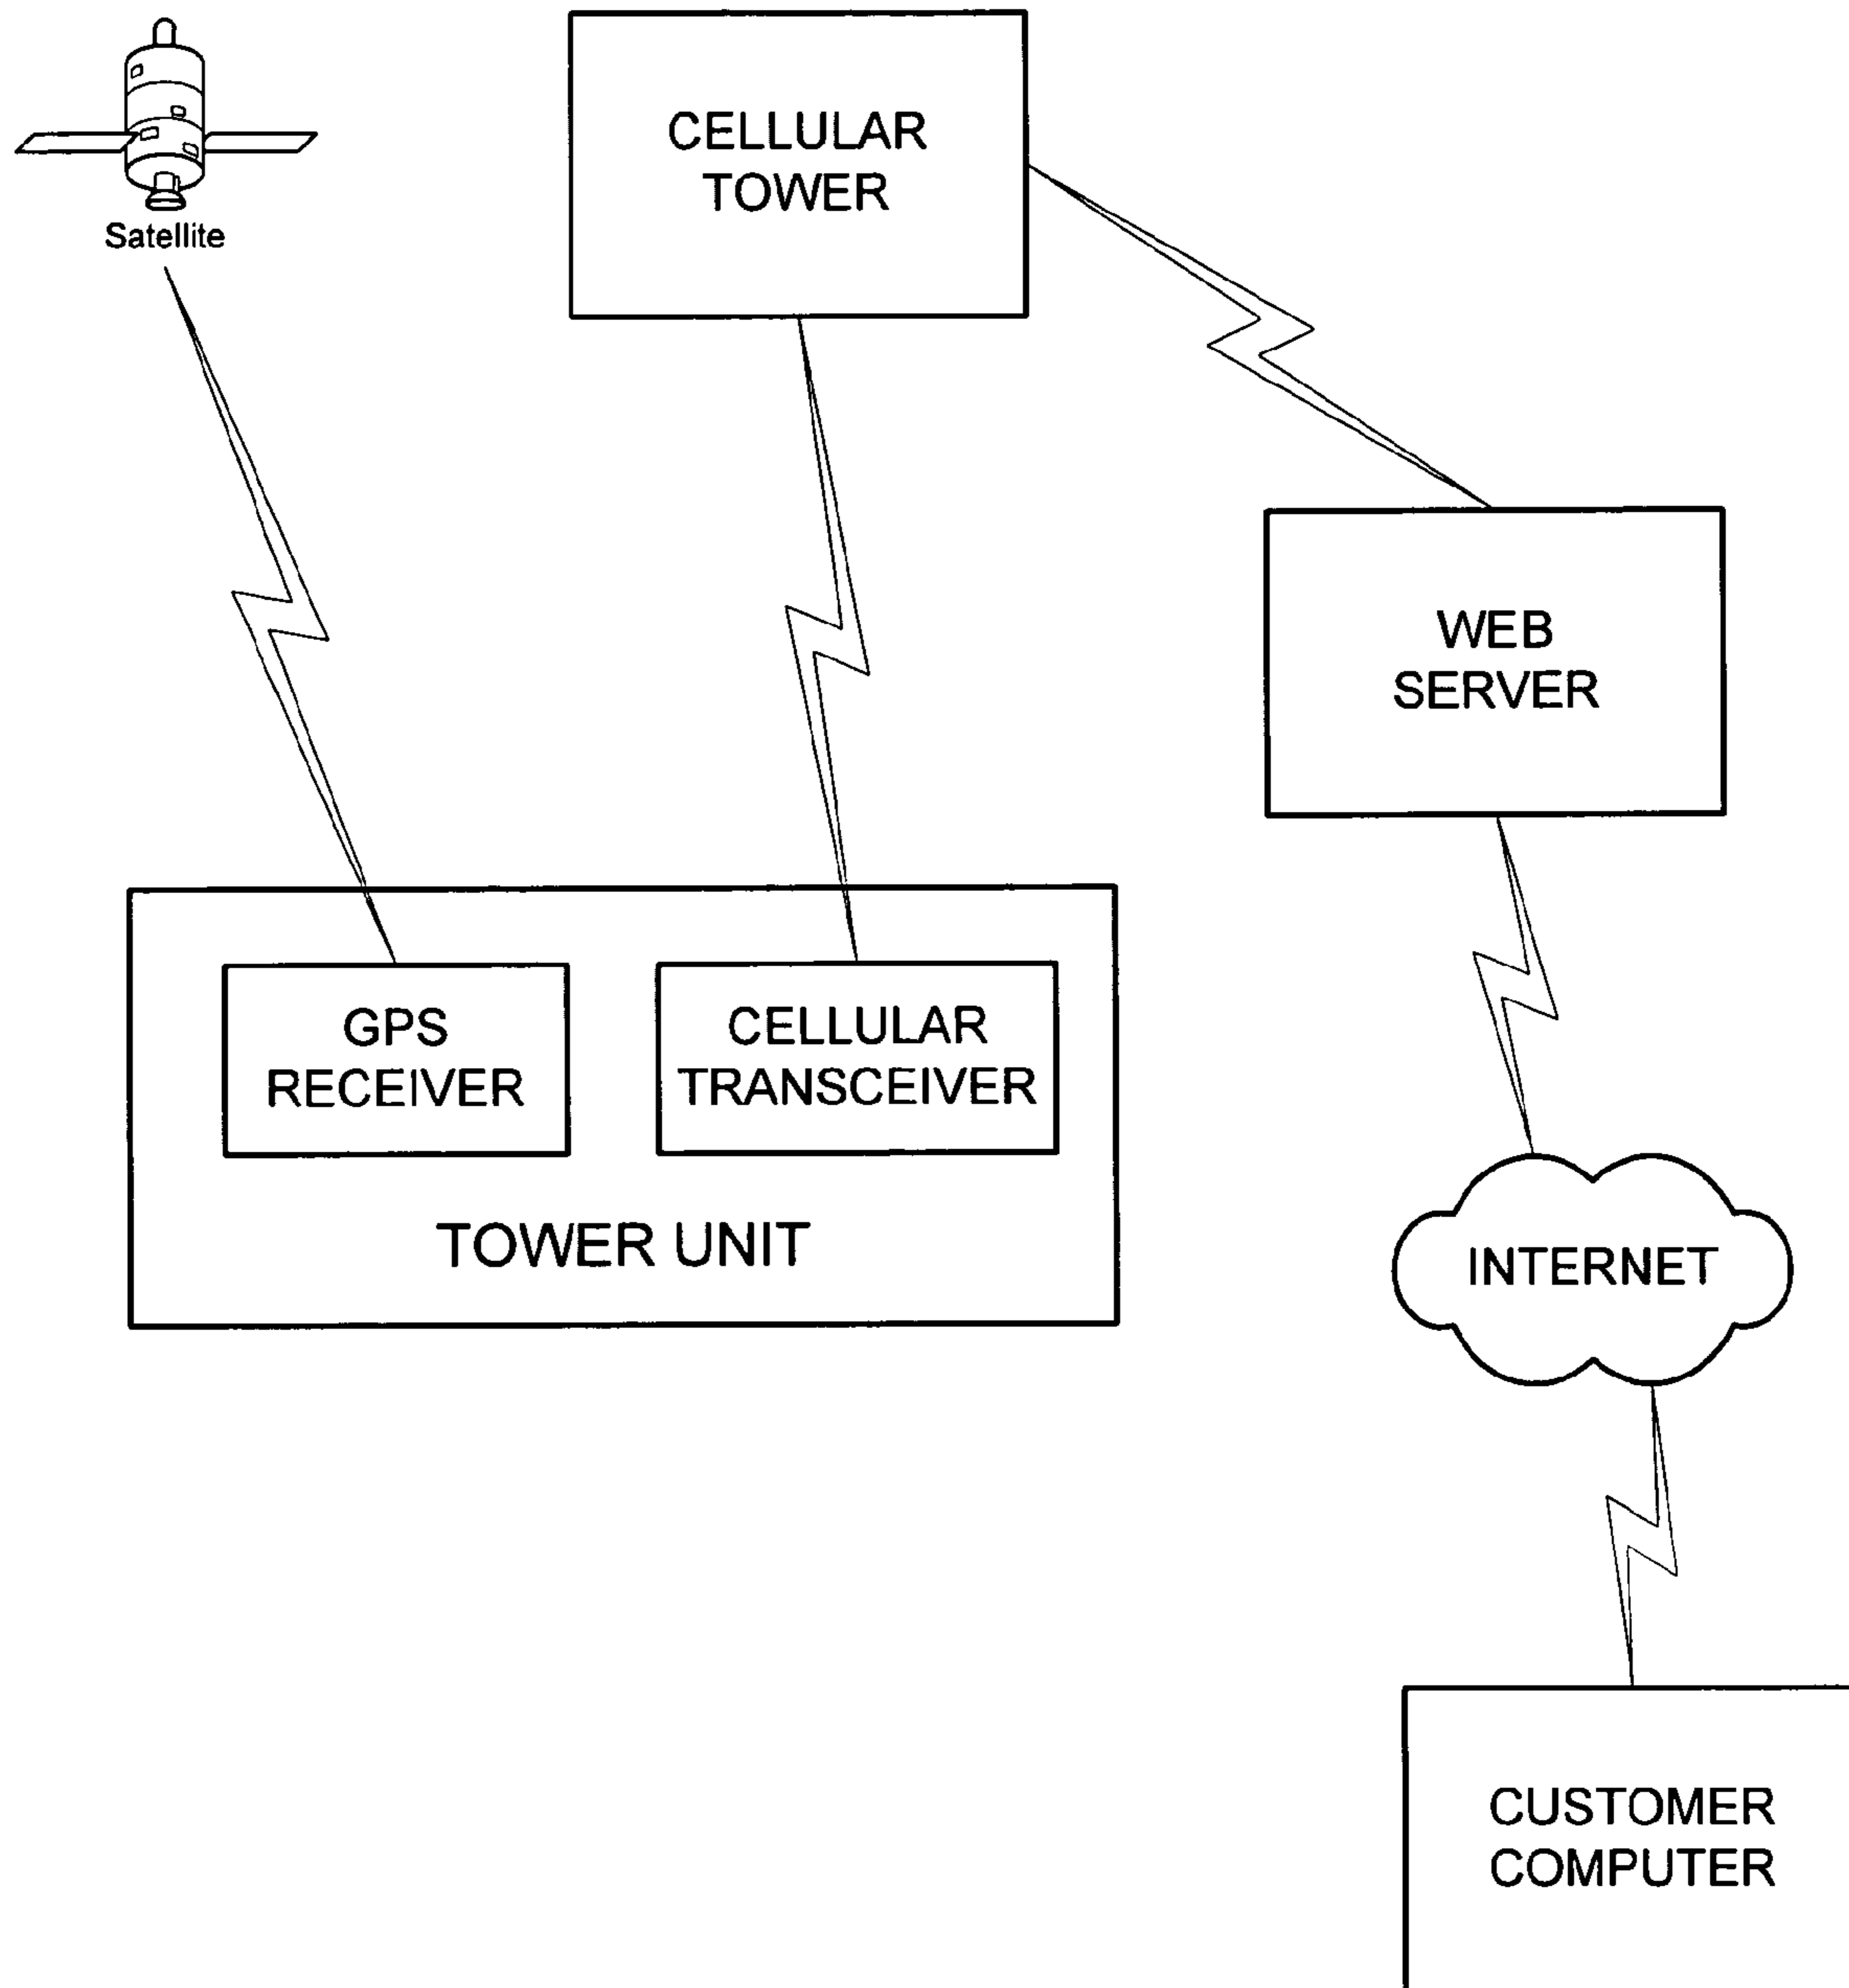 CELLULAR
TOWER
Satellite
WEB
SERVER
GPS
RECEIVER
CELLULAR
TRANSCEIVER
TOWER UNIT
INTERNET
CUSTOMER
COMPUTER